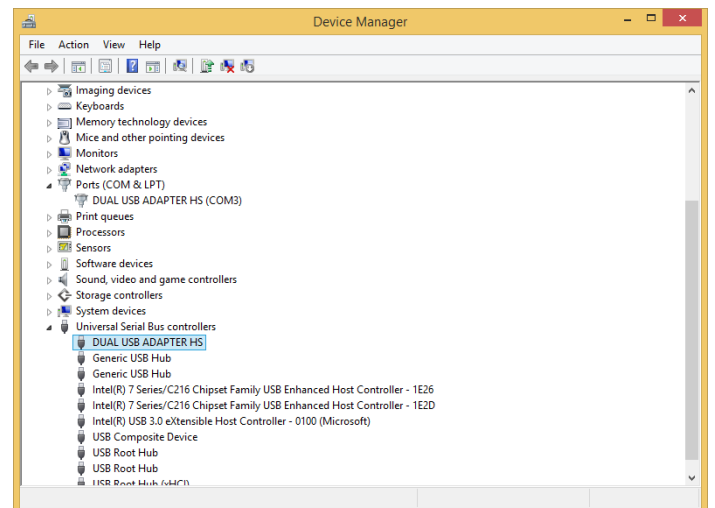 Device Manager
File Action View Help
Imaging devices
Keyboards
Memory technology devices
Mice and other pointing devices
Monitors
Network adapters
Ports (COM & LPT)
DUAL USB ADAPTER HS (COM3)
Print queues
Processors
Sensors
Software devices
Sound, video and game controllers
Storage controllers
System devices
Universal Serial Bus controllers
DUAL USB ADAPTER HS
Generic USB Hub
Generic USB Hub
Intel(R) 7 Series/C216 Chipset Family USB Enhanced Host Controller - 1E26
Intel(R) 7 Series/C216 Chipset Family USB Enhanced Host Controller - 1E2D
Intel(R) USB 3.0 eXtensible Host Controller - 0100 (Microsoft)
USB Composite Device
USB Root Hub
USB Root Hub
USB Root Hub (xHCI)